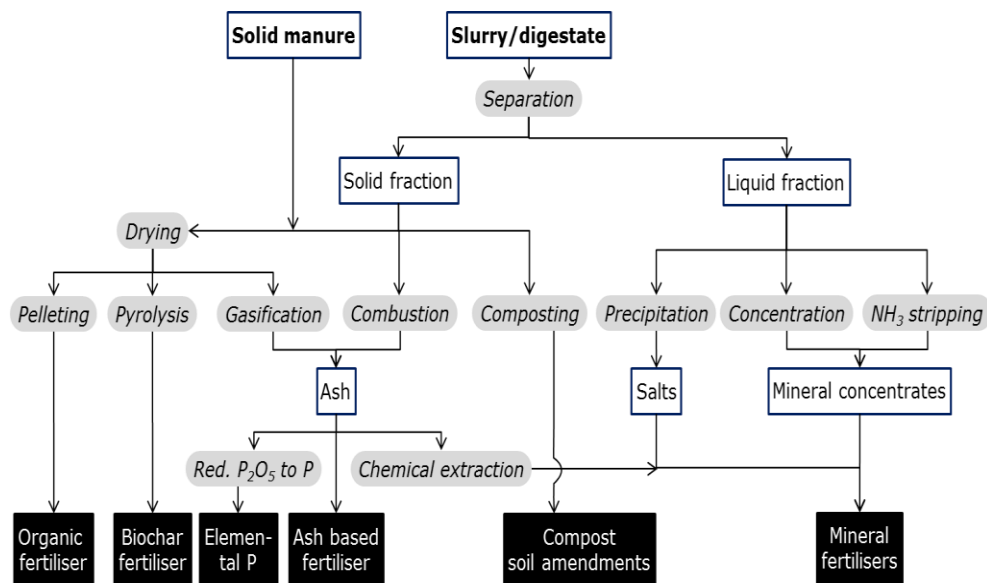 Solid manure
Slurry/digestate
Separation
Solid fraction
Liquid fraction
Drying
Pelleting
Pyrolysis
Gasification
Combustion
Composting
Precipitation
Concentration
NH₃ stripping
Ash
Salts
Mineral concentrates
Red. P₂O₅ to P
Chemical extraction
Organic
fertiliser
Biochar
fertiliser
Elemen-
tal P
Ash based
fertiliser
Compost
soil amendments
Mineral
fertilisers